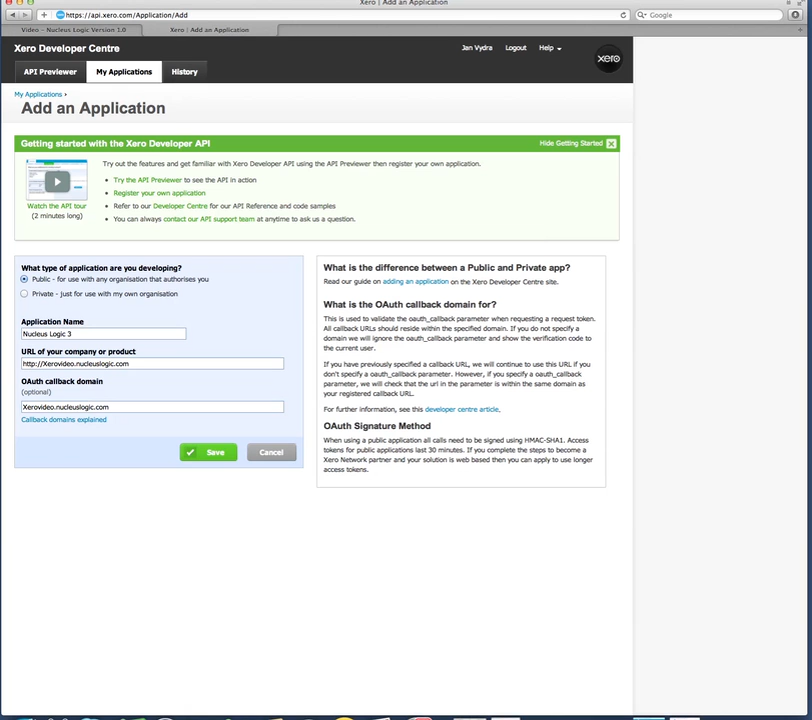 Xero | Add an Application
https://api.xero.com/Application/Add
Google
Video – Nucleus Logic Version 1.0
Xero | Add an Application
Xero Developer Centre
Jan Vydra
Logout
Help
xero
API Previewer
My Applications
History
My Applications ›
Add an Application
Getting started with the Xero Developer API
Hide Getting Started
Try out the features and get familiar with Xero Developer API using the API Previewer then register your own application.
• Try the API Previewer to see the API in action
• Register your own application
• Refer to our Developer Centre for our API Reference and code samples
• You can always contact our API support team at anytime to ask us a question.
Watch the API tour
(2 minutes long)
What type of application are you developing?
Public - for use with any organisation that authorises you
Private - just for use with my own organisation
Application Name
Nucleus Logic 3
URL of your company or product
http://Xerovideo.nucleuslogic.com
OAuth callback domain
(optional)
Xerovideo.nucleuslogic.com
Callback domains explained
Save
Cancel
What is the difference between a Public and Private app?
Read our guide on adding an application on the Xero Developer Centre site.
What is the OAuth callback domain for?
This is used to validate the oauth_callback parameter when requesting a request token.
All callback URLs should reside within the specified domain. If you do not specify a
domain we will ignore the oauth_callback parameter and show the verification code to
the current user.
If you have previously specified a callback URL, we will continue to use this URL if you
don't specify a oauth_callback parameter. However, if you specify a oauth_callback
parameter, we will check that the url in the parameter is within the same domain as
your registered callback URL.
For further information, see this developer centre article.
OAuth Signature Method
When using a public application all calls need to be signed using HMAC-SHA1. Access
tokens for public applications last 30 minutes. If you complete the steps to become a
Xero Network partner and your solution is web based then you can apply to use longer
access tokens.